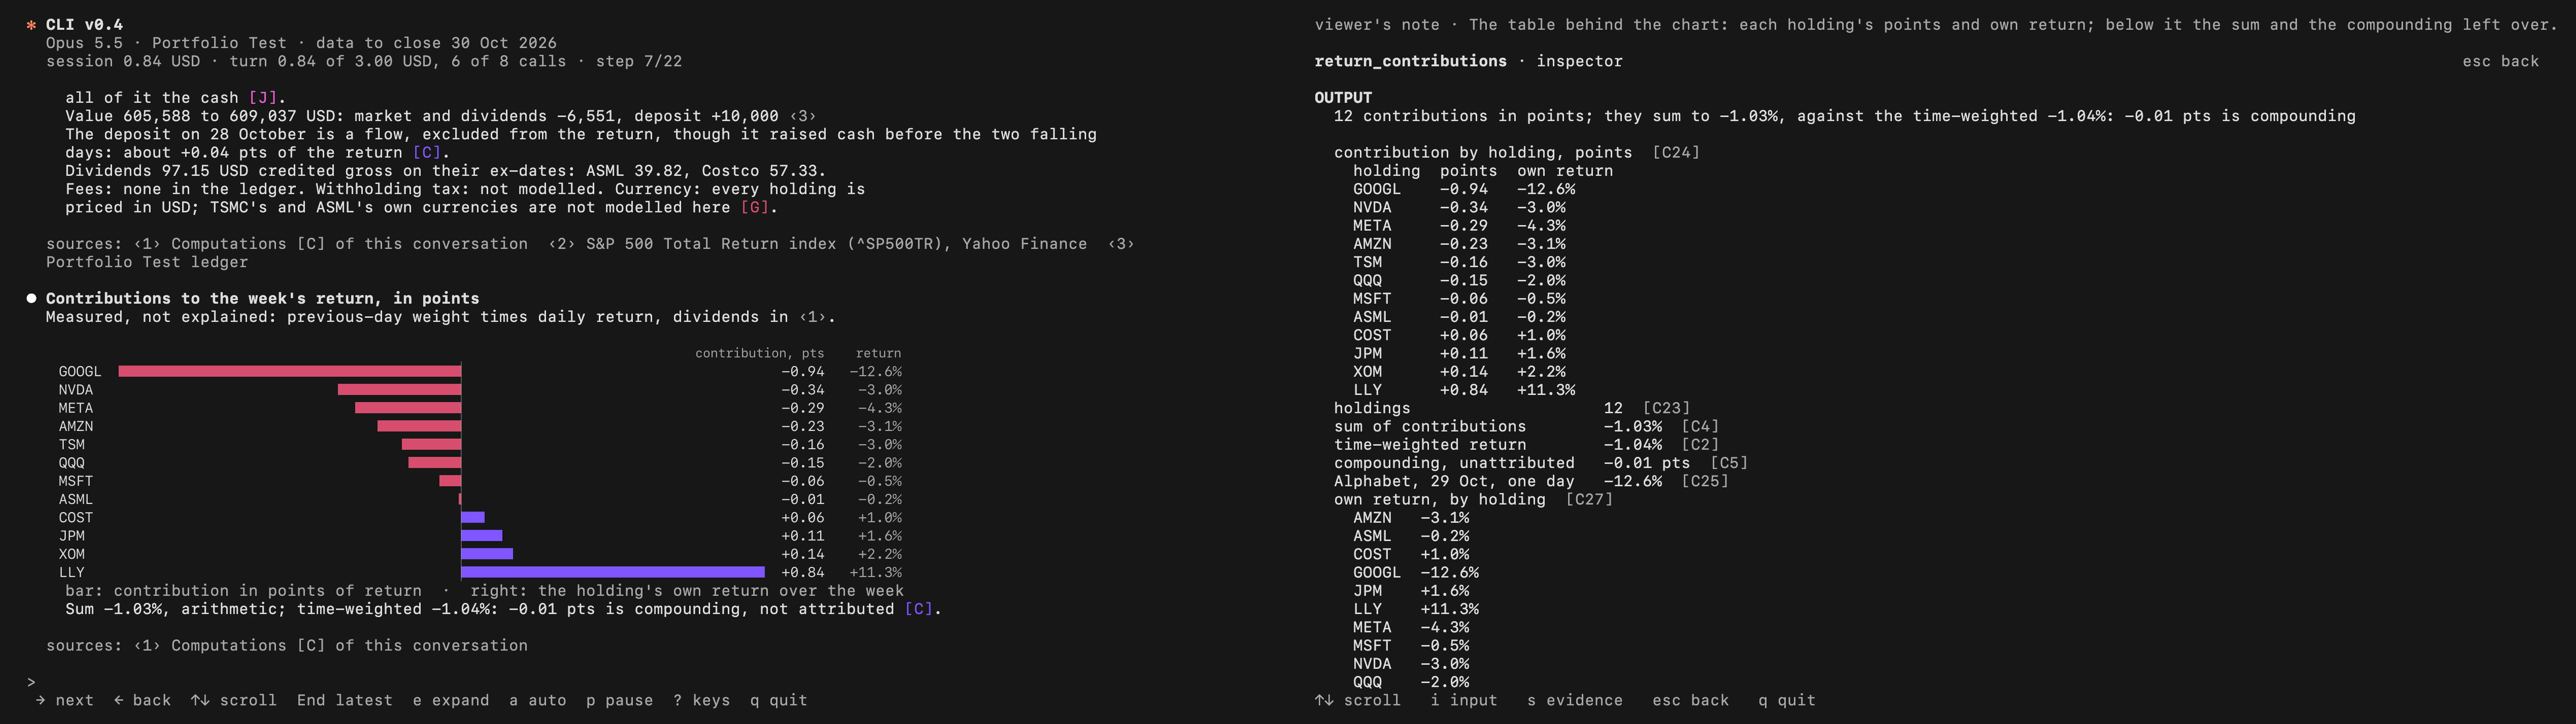 ✻ CLI v0.4
Opus 5.5 · Portfolio Test · data to close 30 Oct 2026
session 0.84 USD · turn 0.84 of 3.00 USD, 6 of 8 calls · step 7/22
all of it the cash [J].
Value 605,588 to 609,037 USD: market and dividends −6,551, deposit +10,000 ‹3›
The deposit on 28 October is a flow, excluded from the return, though it raised cash before the two falling
days: about +0.04 pts of the return [C].
Dividends 97.15 USD credited gross on their ex-dates: ASML 39.82, Costco 57.33.
Fees: none in the ledger. Withholding tax: not modelled. Currency: every holding is
priced in USD; TSMC's and ASML's own currencies are not modelled here [G].
sources: ‹1› Computations [C] of this conversation ‹2› S&P 500 Total Return index (^SP500TR), Yahoo Finance ‹3›
Portfolio Test ledger
● Contributions to the week's return, in points
Measured, not explained: previous-day weight times daily return, dividends in ‹1›.
contribution, pts return
GOOGL −0.94 −12.6%
NVDA −0.34 −3.0%
META −0.29 −4.3%
AMZN −0.23 −3.1%
TSM −0.16 −3.0%
QQQ −0.15 −2.0%
MSFT −0.06 −0.5%
ASML −0.01 −0.2%
COST +0.06 +1.0%
JPM +0.11 +1.6%
XOM +0.14 +2.2%
LLY +0.84 +11.3%
bar: contribution in points of return · right: the holding's own return over the week
Sum −1.03%, arithmetic; time-weighted −1.04%: −0.01 pts is compounding, not attributed [C].
sources: ‹1› Computations [C] of this conversation
>
→ next ← back ↑↓ scroll End latest e expand a auto p pause ? keys q quit
viewer's note · The table behind the chart: each holding's points and own return; below it the sum and the compounding left over.
return_contributions · inspector esc back
OUTPUT
12 contributions in points; they sum to −1.03%, against the time-weighted −1.04%: −0.01 pts is compounding
contribution by holding, points [C24]
holding points own return
GOOGL −0.94 −12.6%
NVDA −0.34 −3.0%
META −0.29 −4.3%
AMZN −0.23 −3.1%
TSM −0.16 −3.0%
QQQ −0.15 −2.0%
MSFT −0.06 −0.5%
ASML −0.01 −0.2%
COST +0.06 +1.0%
JPM +0.11 +1.6%
XOM +0.14 +2.2%
LLY +0.84 +11.3%
holdings 12 [C23]
sum of contributions −1.03% [C4]
time-weighted return −1.04% [C2]
compounding, unattributed −0.01 pts [C5]
Alphabet, 29 Oct, one day −12.6% [C25]
own return, by holding [C27]
AMZN −3.1%
ASML −0.2%
COST +1.0%
GOOGL −12.6%
JPM +1.6%
LLY +11.3%
META −4.3%
MSFT −0.5%
NVDA −3.0%
QQQ −2.0%
↑↓ scroll i input s evidence esc back q quit